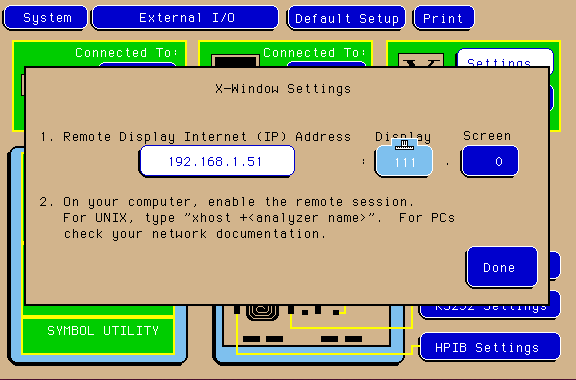 System External I/O Default Setup Print
Connected To: Connected To:
Settings
X-Window Settings
1. Remote Display Internet (IP) Address Display Screen
192.168.1.51 : 111 . 0
2. On your computer, enable the remote session.
For UNIX, type "xhost +<analyzer name>". For PCs
check your network documentation.
Done
RS232 Settings
SYMBOL UTILITY
HPIB Settings